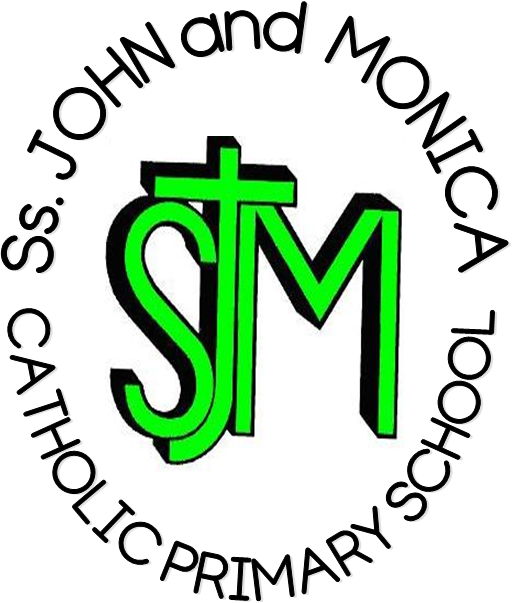 Ss. JOHN and MONICA
SJM
CATHOLIC PRIMARY SCHOOL